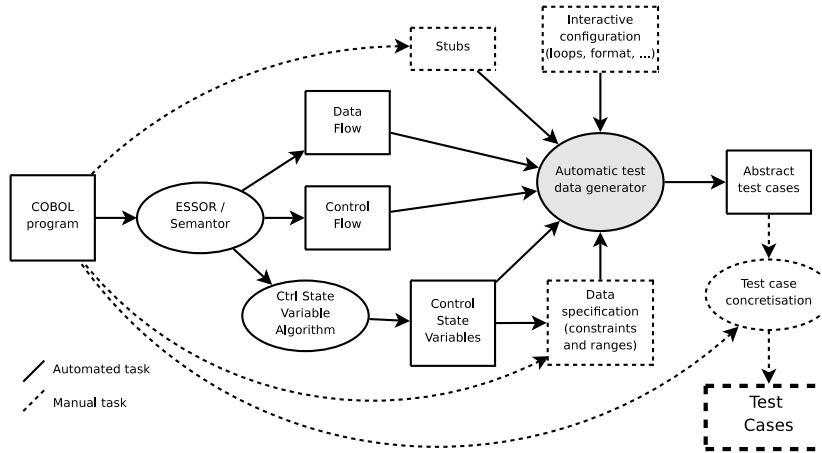 Interactive
configuration
(loops, format, ...)
Stubs
Data
Flow
Automatic test
data generator
Abstract
test cases
COBOL
program
ESSOR /
Semantor
Control
Flow
Ctrl State
Variable
Algorithm
Control
State
Variables
Data
specification
(constraints
and ranges)
Test case
concretisation
Automated task
Manual task
Test
Cases